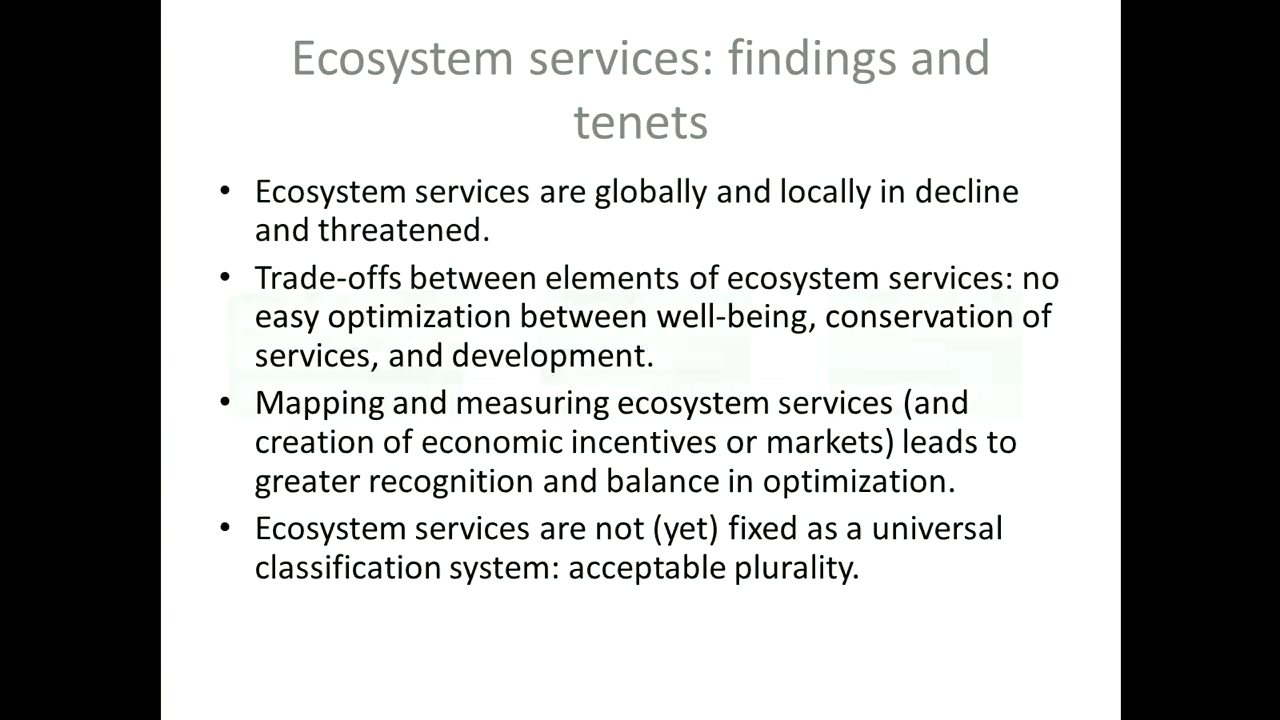 Ecosystem services: findings and
tenets
• Ecosystem services are globally and locally in decline
and threatened.
• Trade-offs between elements of ecosystem services: no
easy optimization between well-being, conservation of
services, and development.
• Mapping and measuring ecosystem services (and
creation of economic incentives or markets) leads to
greater recognition and balance in optimization.
• Ecosystem services are not (yet) fixed as a universal
classification system: acceptable plurality.